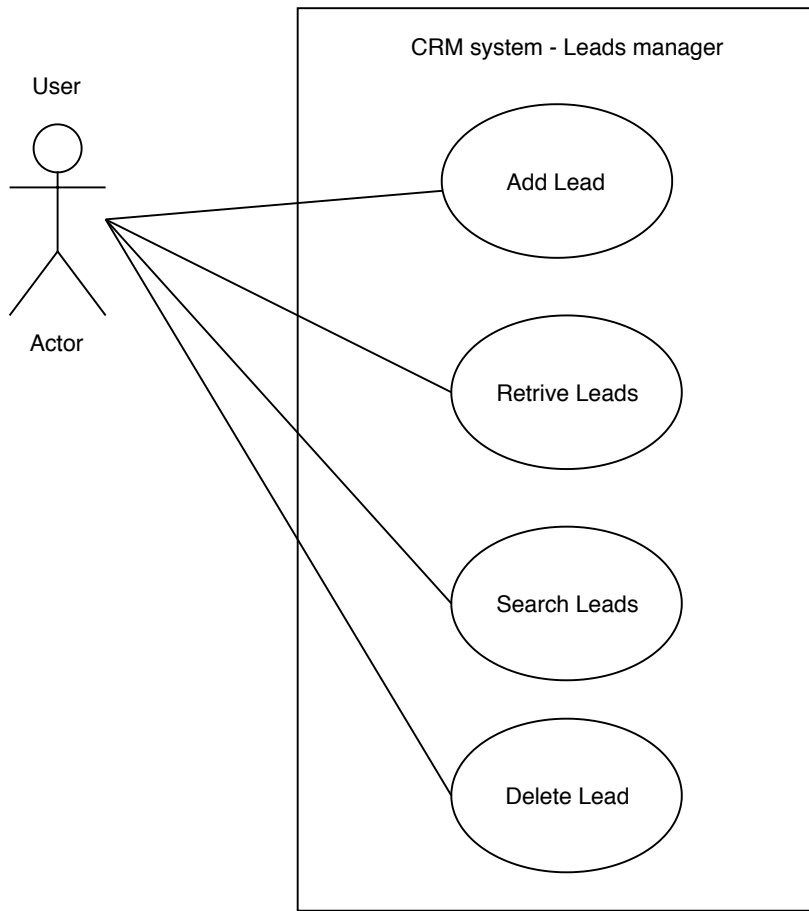 CRM system - Leads manager
User
Actor
Add Lead
Retrive Leads
Search Leads
Delete Lead